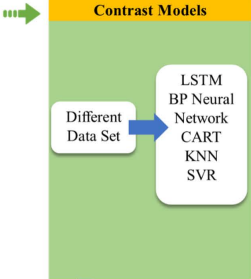 Contrast Models
Different
Data Set
LSTM
BP Neural
Network
CART
KNN
SVR